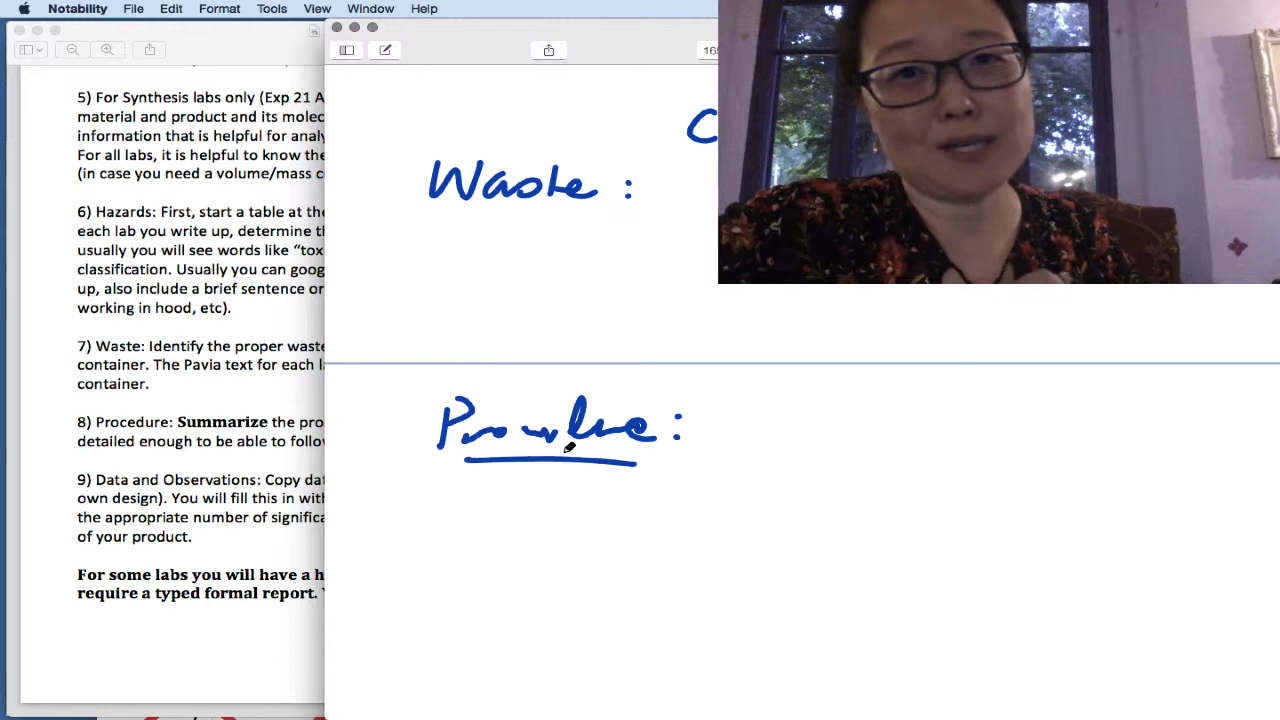 Notability File Edit Format Tools View Window Help
165
5) For Synthesis labs only (Exp 21 A
material and product and its molec
information that is helpful for analy
For all labs, it is helpful to know the
(in case you need a volume/mass c
6) Hazards: First, start a table at the
each lab you write up, determine th
usually you will see words like “tox
classification. Usually you can goog
up, also include a brief sentence or
working in hood, etc).
7) Waste: Identify the proper waste
container. The Pavia text for each l
container.
8) Procedure: Summarize the pro
detailed enough to be able to follow
9) Data and Observations: Copy dat
own design). You will fill this in with
the appropriate number of significa
of your product.
For some labs you will have a h
require a typed formal report. Y
C
Waste :
Procedure :